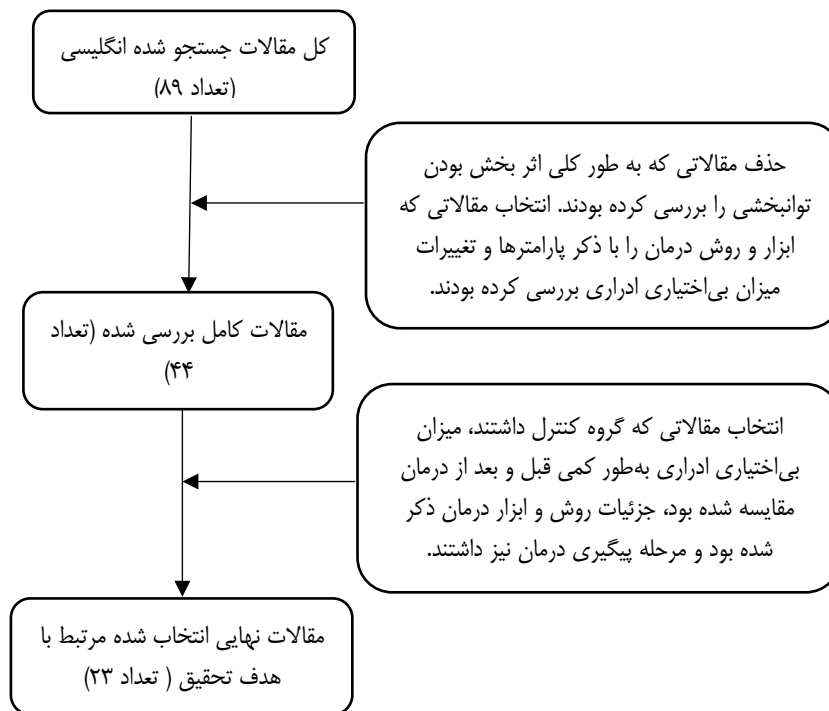 کل مقالات جستجو شده انگلیسی
(تعداد ۸۹)
حذف مقالاتی که به طور کلی اثر بخش بودن
توانبخشی را بررسی کرده بودند. انتخاب مقالاتی که
ابزار و روش درمان را با ذکر پارامترها و تغییرات
میزان بی‌اختیاری ادراری بررسی کرده بودند.
مقالات کامل بررسی شده (تعداد
۴۴)
انتخاب مقالاتی که گروه کنترل داشتند، میزان
بی‌اختیاری ادراری به‌طور کمی قبل و بعد از درمان
مقایسه شده بود، جزئیات روش و ابزار درمان ذکر
شده بود و مرحله پیگیری درمان نیز داشتند.
مقالات نهایی انتخاب شده مرتبط با
هدف تحقیق ( تعداد ۲۳)